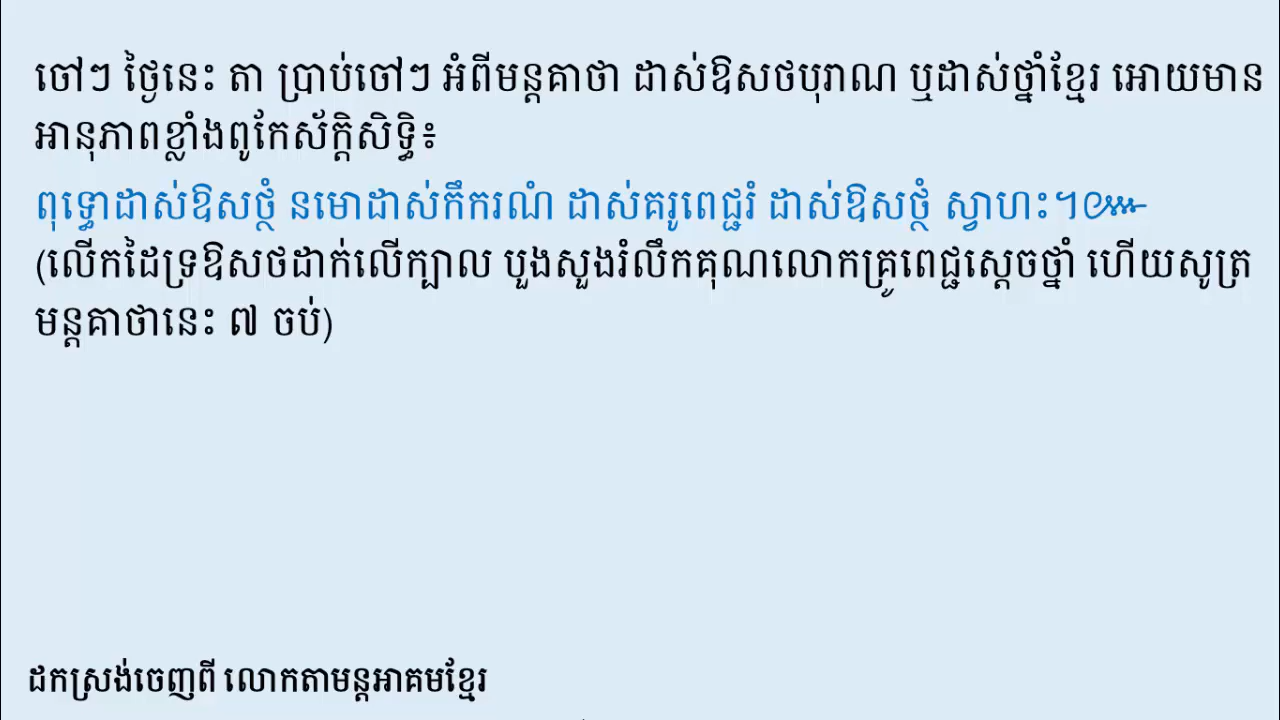 ចៅៗ ថ្ងៃនេះ តា ប្រាប់ចៅៗ អំពីមន្តគាថា ដាស់ឱសថបុរាណ ឬដាស់ថ្នាំខ្មែរ អោយមាន
អានុភាពខ្លាំងពូកែស័ក្តិសិទ្ធិ៖
ពុទ្ធោដាស់ឱសថ្ថំ នមោដាស់កឹករណំ ដាស់គរូពេជ្ជរំ ដាស់ឱសថ្ថំ ស្វាហះ។៚
(លើកដៃទ្រឱសថដាក់លើក្បាល បួងសួងរំលឹកគុណលោកគ្រូពេជ្ជស្តេចថ្នាំ ហើយសូត្រ
មន្តគាថានេះ ៧ ចប់)
ដកស្រង់ចេញពី លោកតាមន្តអាគមខ្មែរ